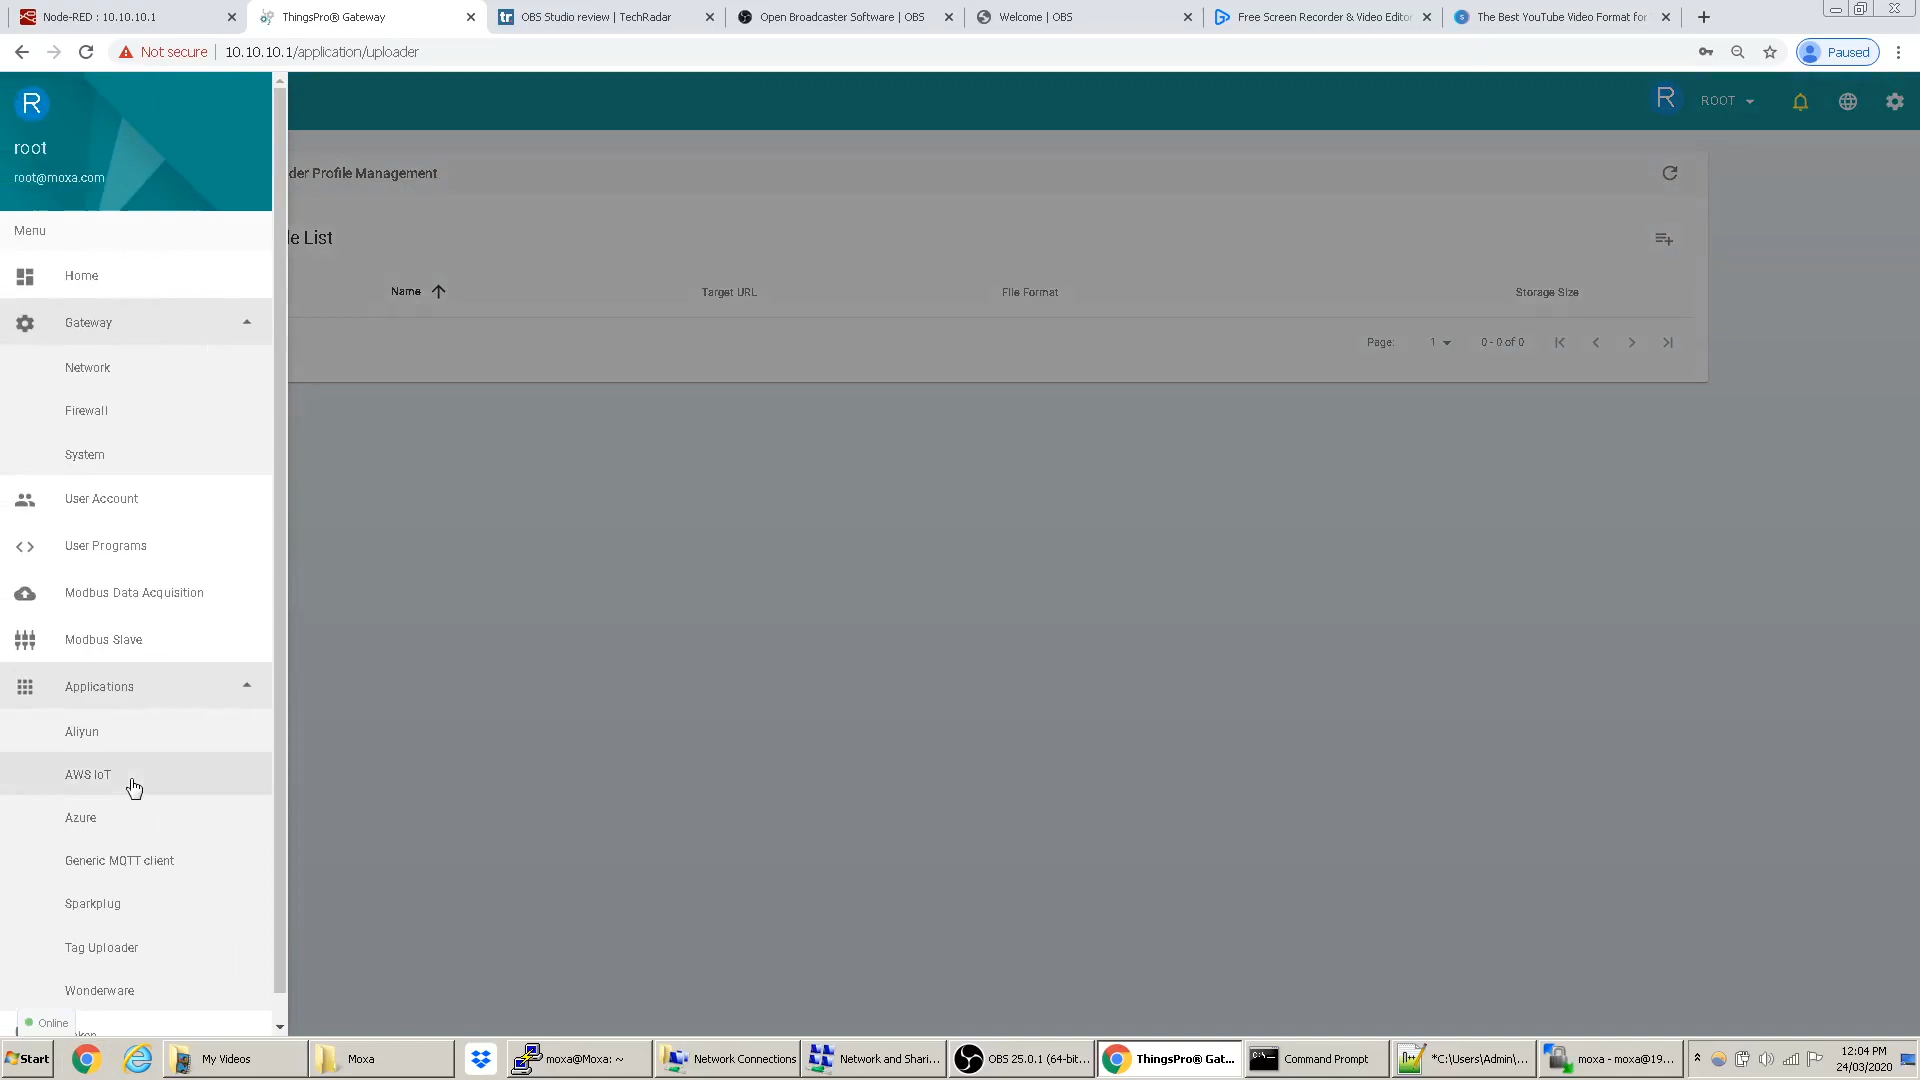 Node-RED : 10.10.10.1
ThingsPro® Gateway
OBS Studio review | TechRadar
Open Broadcaster Software | OBS
Welcome | OBS
Free Screen Recorder & Video Editor
The Best YouTube Video Format for
Not secure
10.10.10.1/application/uploader
Paused
R
root
root@moxa.com
R
ROOT
der Profile Management
le List
Name
Target URL
File Format
Storage Size
Page:
1
0 - 0 of 0
Menu
Home
Gateway
Network
Firewall
System
User Account
User Programs
Modbus Data Acquisition
Modbus Slave
Applications
Aliyun
AWS IoT
Azure
Generic MQTT client
Sparkplug
Tag Uploader
Wonderware
Online
Start
My Videos
Moxa
moxa@Moxa: ~
Network Connections
Network and Shari...
OBS 25.0.1 (64-bit...
ThingsPro® Gat...
Command Prompt
*C:\Users\Admin\...
moxa - moxa@19...
12:04 PM
24/03/2020